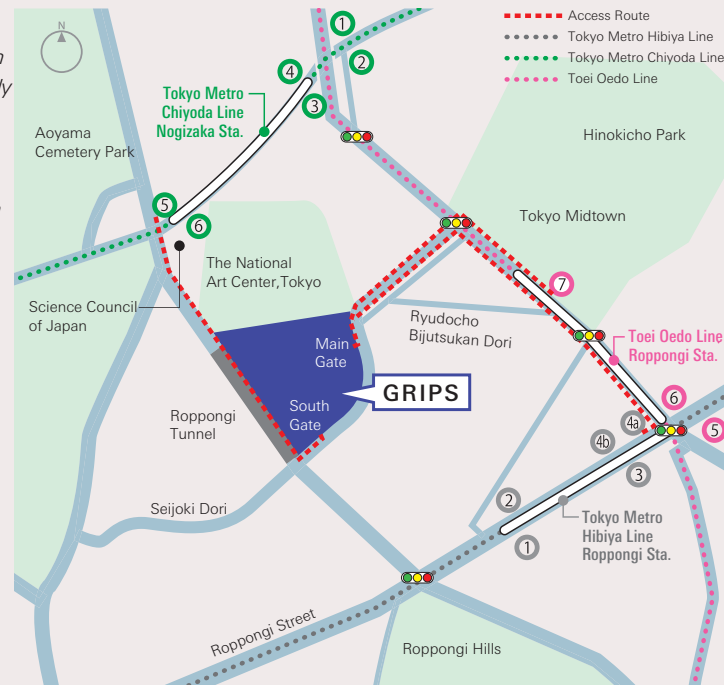 Access Route
Tokyo Metro Hibiya Line
Tokyo Metro Chiyoda Line
Toei Oedo Line
N
1
2
4
3
Tokyo Metro
Chiyoda Line
Nogizaka Sta.
Aoyama
Cemetery Park
Hinokicho Park
5
6
Tokyo Midtown
The National
Art Center,Tokyo
7
Science Council
of Japan
Ryudocho
Bijutsukan Dori
Main
Gate
Toei Oedo Line
Roppongi Sta.
GRIPS
South
Gate
Roppongi
Tunnel
6
5
4a
4b
3
2
1
Seijoki Dori
Tokyo Metro
Hibiya Line
Roppongi Sta.
Roppongi Street
Roppongi Hills